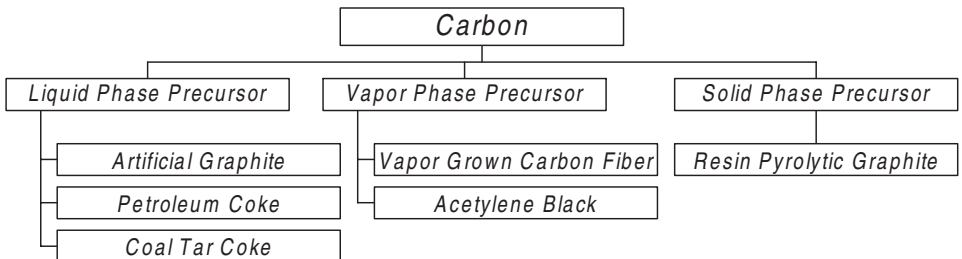 Carbon
Liquid Phase Precursor
Vapor Phase Precursor
Solid Phase Precursor
Artificial Graphite
Vapor Grown Carbon Fiber
Resin Pyrolytic Graphite
Petroleum Coke
Acetylene Black
Coal Tar Coke